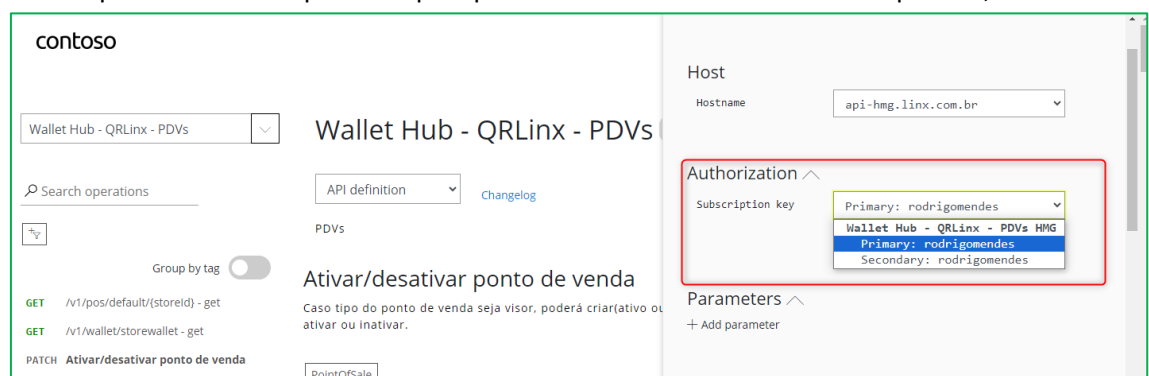 contoso
Wallet Hub - QRLinx - PDVs
Search operations
Group by tag
GET /v1/pos/default/{storeId} - get
GET /v1/wallet/storewallet - get
PATCH Ativar/desativar ponto de venda
Wallet Hub - QRLinx - PDVs
API definition
Changelog
PDVs
Ativar/desativar ponto de venda
Caso tipo do ponto de venda seja visor, poderá criar(ativo ou
ativar ou inativar.
PointOfSale
Host
Hostname
api-hmg.linx.com.br
Authorization
Subscription key
Primary: rodrigomendes
Wallet Hub - QRLinx - PDVs HMG
Primary: rodrigomendes
Secondary: rodrigomendes
Parameters
+ Add parameter